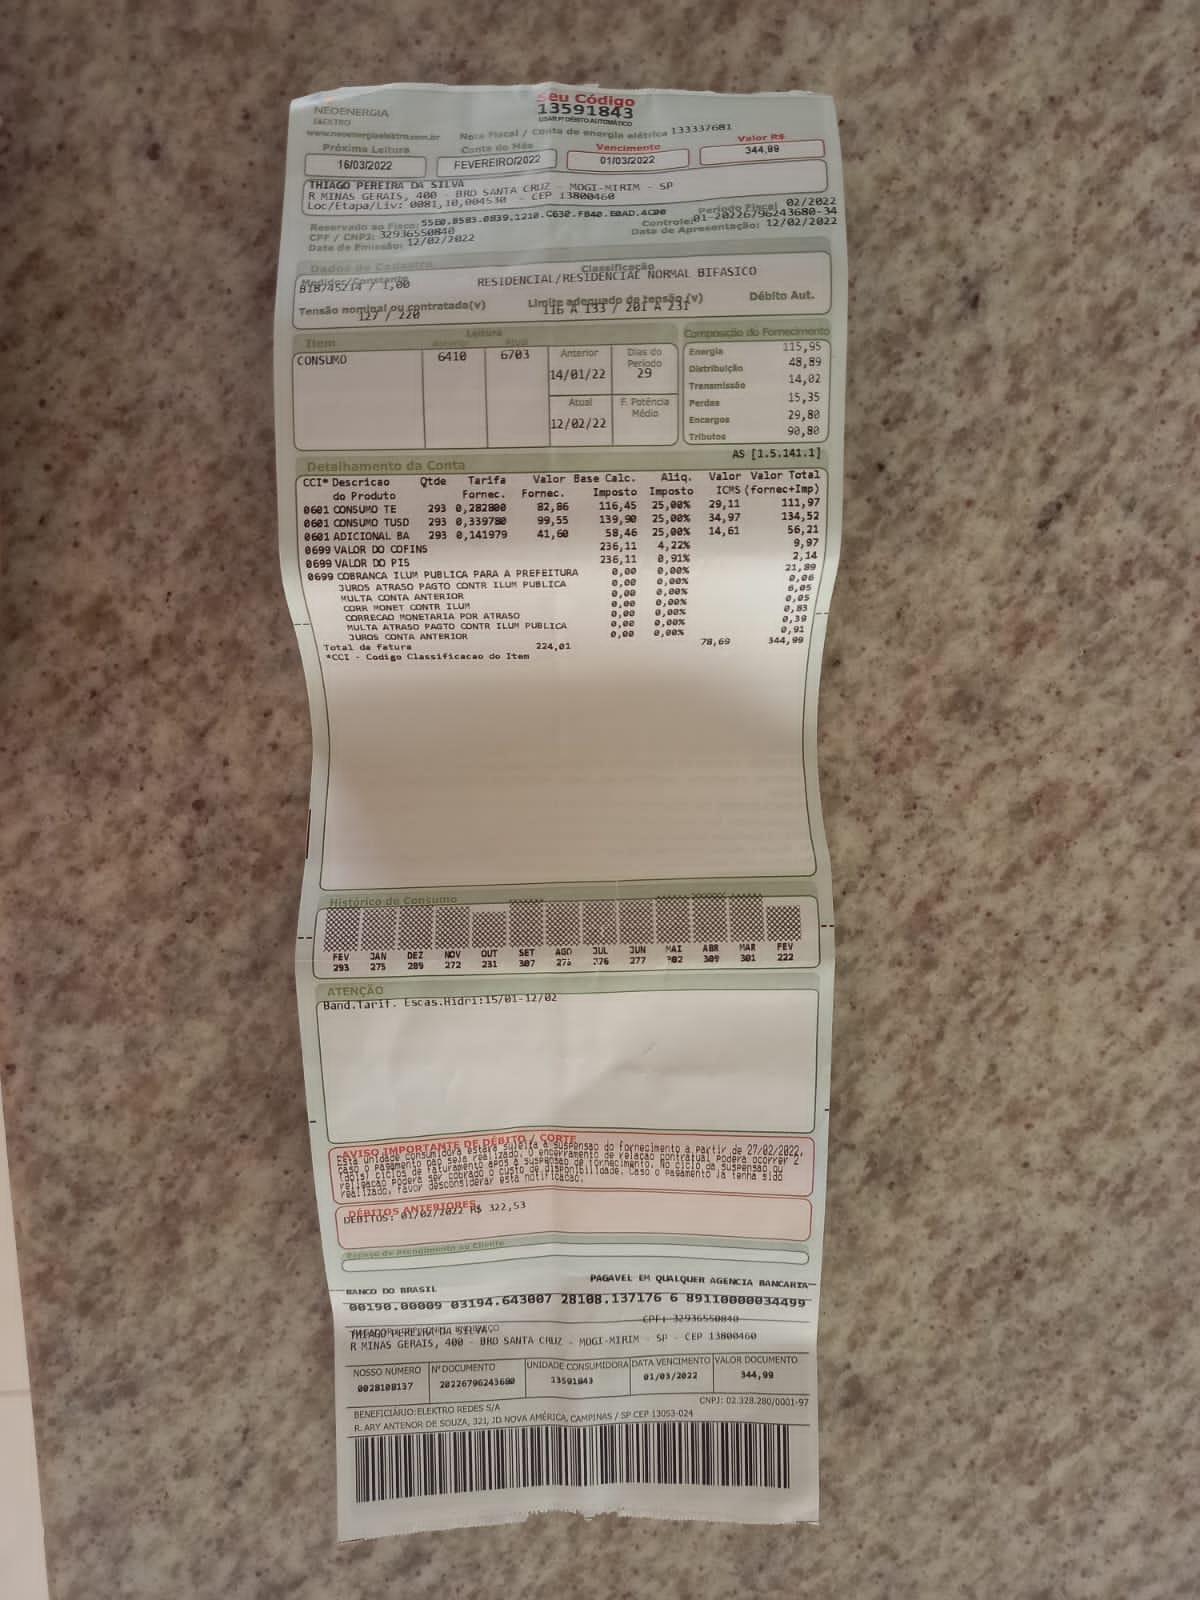 NEOENERGIA
ELEKTRO
www.neoenergiaelektro.com.br
Seu Código
13591843
USAR P/ DÉBITO AUTOMÁTICO
Nota Fiscal / Conta de energia elétrica 133337681
Próxima Leitura Conta do Mês Vencimento Valor R$
16/03/2022 FEVEREIRO/2022 01/03/2022 344,99
THIAGO PEREIRA DA SILVA
R MINAS GERAIS, 400 - BRD SANTA CRUZ - MOGI-MIRIM - SP
Loc/Etapa/Liv: 0081,10,004530 - CEP 13800460
Reservado ao Fisco: 55E0.8583.0839.1210.C630.F840.E0AD.4C00 Período Fiscal 02/2022
CPF / CNPJ: 32936550840 Controle:01-20226796243680-34
Data de Emissão: 12/02/2022 Data de Apresentação: 12/02/2022
Dados de Cadastro
Medidor/Constante Classificação
B18745214 / 1,00 RESIDENCIAL/RESIDENCIAL NORMAL BIFASICO
Tensão nominal ou contratada(v) Limite adequado de tensão (v) Débito Aut.
127 / 220 116 A 133 / 201 A 231
Item Leitura Composição do Fornecimento
Anterior Atual
CONSUMO 6410 6703
Anterior Dias do Período
14/01/22 29
Atual F. Potência Médio
12/02/22
Energia 115,95
Distribuição 48,89
Transmissão 14,02
Perdas 15,35
Encargos 29,80
Tributos 90,80
AS [1.5.141.1]
Detalhamento da Conta
CCI* Descricao Qtde Tarifa Valor Base Calc. Aliq. Valor Valor Total
do Produto Fornec. Fornec. Imposto Imposto ICMS (fornec+Imp)
0601 CONSUMO TE 293 0,282800 82,86 116,45 25,00% 29,11 111,97
0601 CONSUMO TUSD 293 0,339780 99,55 139,90 25,00% 34,97 134,52
0601 ADICIONAL BA 293 0,141979 41,60 58,46 25,00% 14,61 56,21
0699 VALOR DO COFINS 236,11 4,22% 9,97
0699 VALOR DO PIS 236,11 0,91% 2,14
0699 COBRANCA ILUM PUBLICA PARA A PREFEITURA 0,00 0,00% 21,89
JUROS ATRASO PAGTO CONTR ILUM PUBLICA 0,00 0,00% 0,06
MULTA CONTA ANTERIOR 0,00 0,00% 6,05
CORR MONET CONTR ILUM 0,00 0,00% 0,05
CORRECAO MONETARIA POR ATRASO 0,00 0,00% 0,83
MULTA ATRASO PAGTO CONTR ILUM PUBLICA 0,00 0,00% 0,39
JUROS CONTA ANTERIOR 0,00 0,00% 0,91
Total da fatura 224,01 78,69 344,99
*CCI - Codigo Classificacao do Item
Histórico de Consumo
FEV JAN DEZ NOV OUT SET AGO JUL JUN MAI ABR MAR FEV
293 275 289 272 231 307 276 277 302 309 301 222
ATENÇÃO
Band.Tarif. Escas.Hidri:15/01-12/02
AVISO IMPORTANTE DE DÉBITO / CORTE
Esta unidade consumidora estara sujeita a suspensao do fornecimento a partir de 27/02/2022,
caso o pagamento nao seja realizado. O encerramento de relacao contratual podera ocorrer 2
(dois) ciclos de faturamento apos a suspensao de fornecimento. No ciclo da suspensao ou
religacao podera ser cobrado o custo de disponibilidade. Caso o pagamento ja tenha sido
realizado, favor desconsiderar esta notificacao.
DÉBITOS ANTERIORES
DEBITOS: 01/02/2022 R$ 322,53
Espaço de Atendimento ao Cliente
BANCO DO BRASIL PAGAVEL EM QUALQUER AGENCIA BANCARIA
00190.00009 03194.643007 28108.137176 6 89110000034499
THIAGO PEREIRA DA SILVA CPF: 32936550840
R MINAS GERAIS, 400 - BRD SANTA CRUZ - MOGI-MIRIM - SP - CEP 13800460
NOSSO NUMERO Nº DOCUMENTO UNIDADE CONSUMIDORA DATA VENCIMENTO VALOR DOCUMENTO
0028108137 20226796243680 13591843 01/03/2022 344,99
BENEFICIÁRIO: ELEKTRO REDES S/A CNPJ: 02.328.280/0001-97
R. ARY ANTENOR DE SOUZA, 321, JD NOVA AMÉRICA, CAMPINAS / SP CEP 13053-024